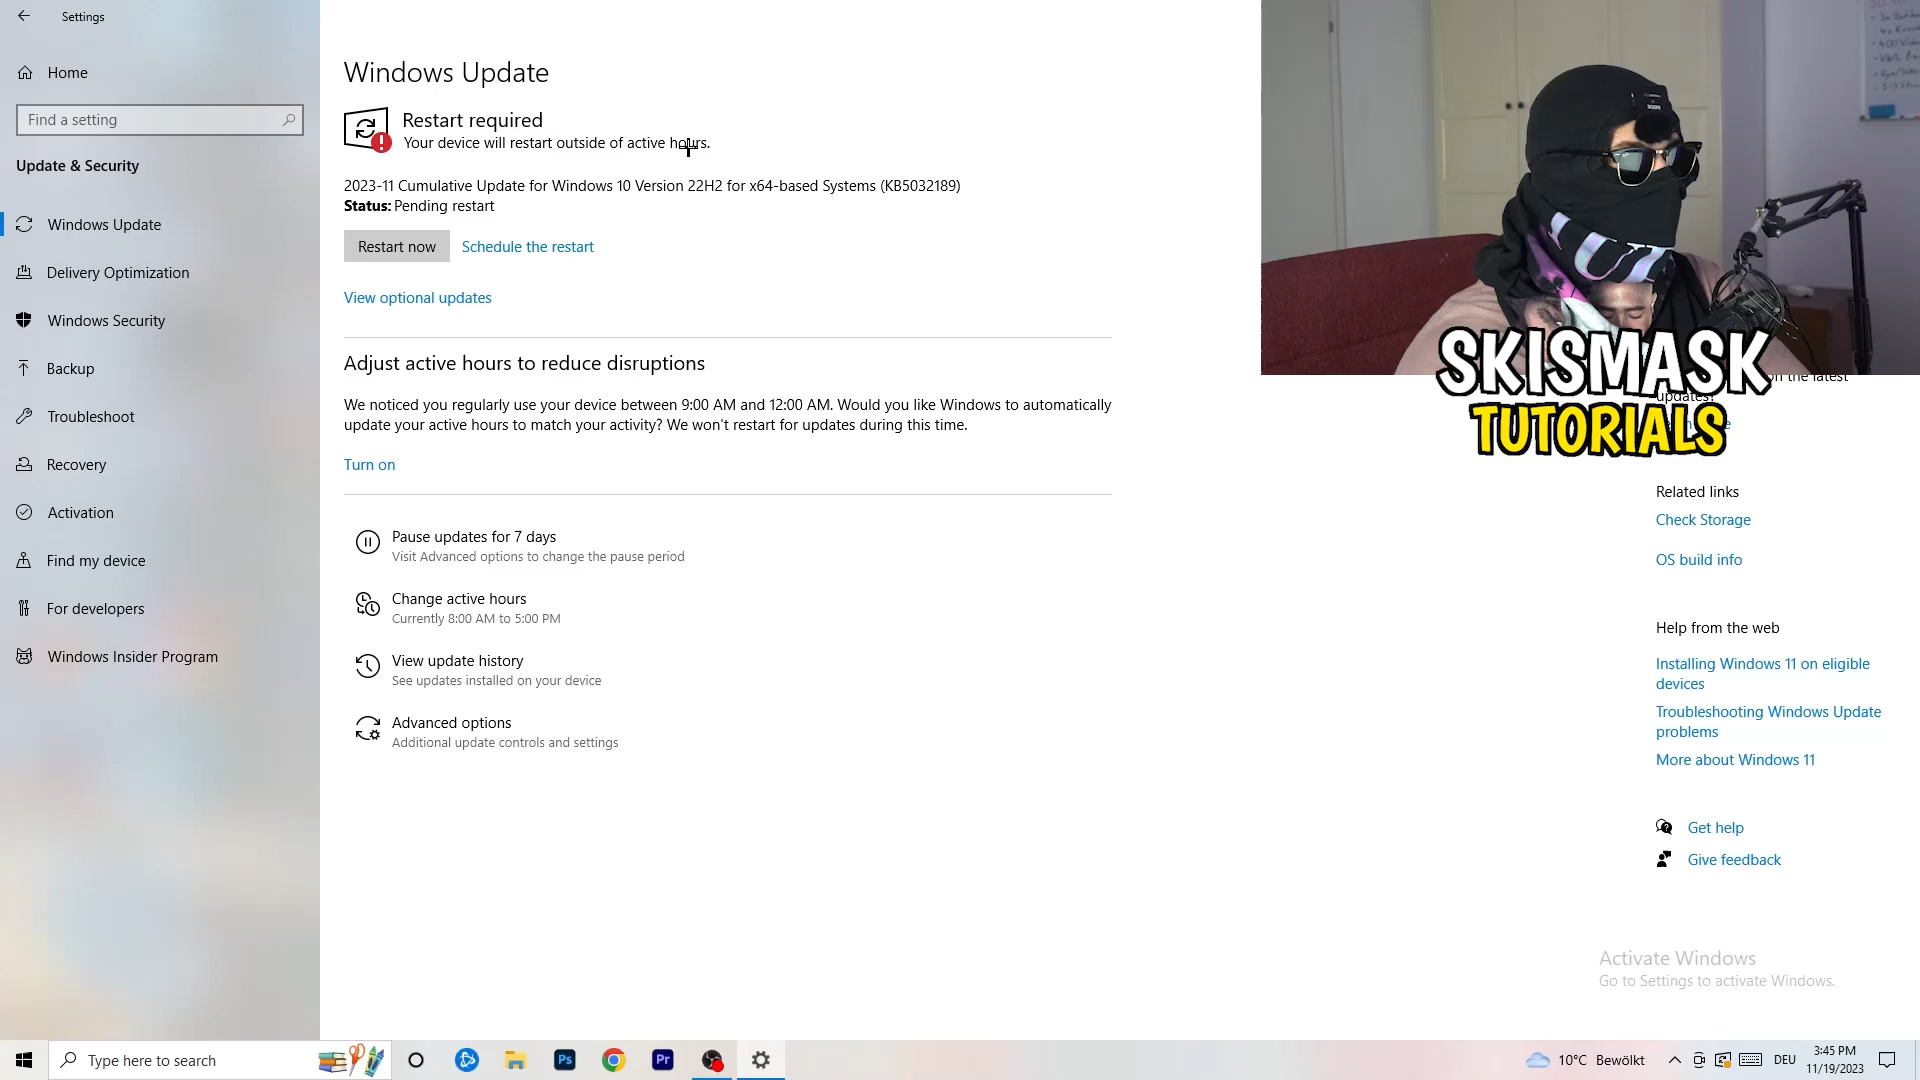 Settings
Home
Find a setting
Update & Security
Windows Update
Delivery Optimization
Windows Security
Backup
Troubleshoot
Recovery
Activation
Find my device
For developers
Windows Insider Program
Windows Update
Restart required
Your device will restart outside of active hours.
2023-11 Cumulative Update for Windows 10 Version 22H2 for x64-based Systems (KB5032189)
Status: Pending restart
Restart now Schedule the restart
View optional updates
Adjust active hours to reduce disruptions
We noticed you regularly use your device between 9:00 AM and 12:00 AM. Would you like Windows to automatically
update your active hours to match your activity? We won't restart for updates during this time.
Turn on
Pause updates for 7 days
Visit Advanced options to change the pause period
Change active hours
Currently 8:00 AM to 5:00 PM
View update history
See updates installed on your device
Advanced options
Additional update controls and settings
SKISMASK
TUTORIALS
on the latest
updates?
Related links
Check Storage
OS build info
Help from the web
Installing Windows 11 on eligible
devices
Troubleshooting Windows Update
problems
More about Windows 11
Get help
Give feedback
Activate Windows
Go to Settings to activate Windows.
Type here to search
Ps
Pr
10°C Bewölkt
DEU
3:45 PM
11/19/2023